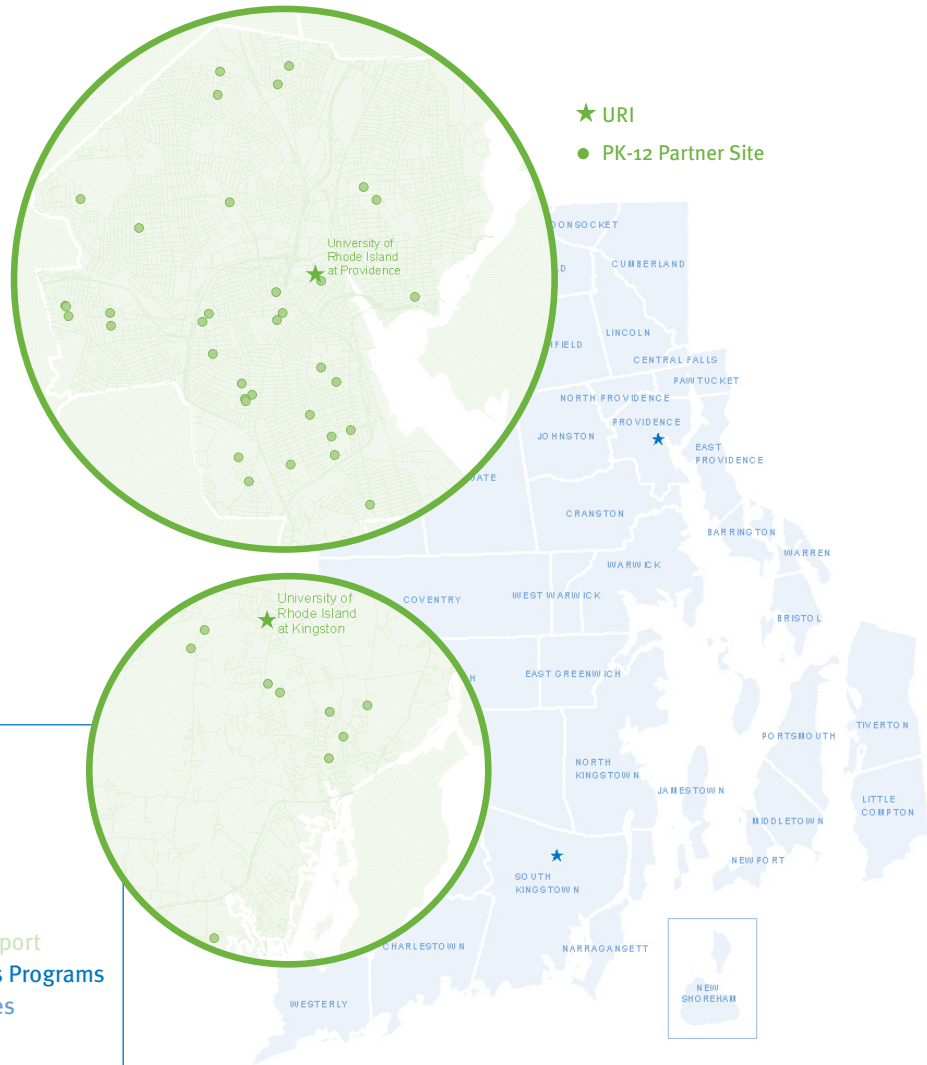 URI
PK-12 Partner Site
University of
Rhode Island
at Providence
OONSOCKET
CUMBERLAND
LINCOLN
CENTRAL FALLS
PAWTUCKET
NORTH PROVIDENCE
PROVIDENCE
JOHNSTON
EAST
PROVIDENCE
CRANSTON
BARRINGTON
WARREN
WARWICK
University of
Rhode Island
at Kingston
COVENTRY
WEST WARWICK
BRISTOL
EAST GREENWICH
TIVERTON
PORTSMOUTH
NORTH
KINGSTOWN
JAMESTOWN
LITTLE
COMPTON
MIDDLETOWN
NEWPORT
SOUTH
KINGSTOWN
port
s Programs
es
CHARLESTOWN
NARRAGANSETT
WESTERLY
NEW
SHOREHAM